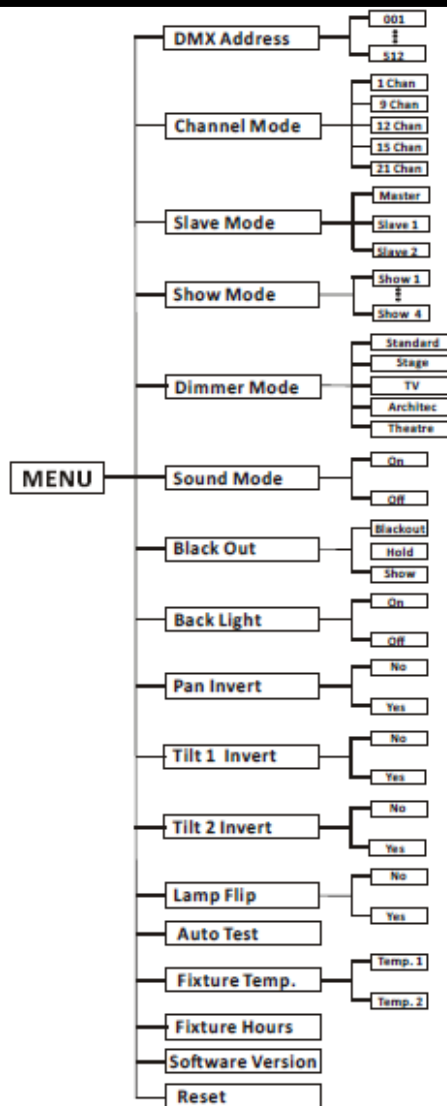 DMX Address
001
512
Channel Mode
1 Chan
9 Chan
12 Chan
15 Chan
21 Chan
Slave Mode
Master
Slave 1
Slave 2
Show Mode
Show 1
Show 4
Dimmer Mode
Standard
Stage
TV
Architec
Theatre
MENU
Sound Mode
On
Off
Black Out
Blackout
Hold
Show
Back Light
On
Off
Pan Invert
No
Yes
Tilt 1 Invert
No
Yes
Tilt 2 Invert
No
Yes
Lamp Flip
No
Yes
Auto Test
Fixture Temp.
Temp. 1
Temp. 2
Fixture Hours
Software Version
Reset